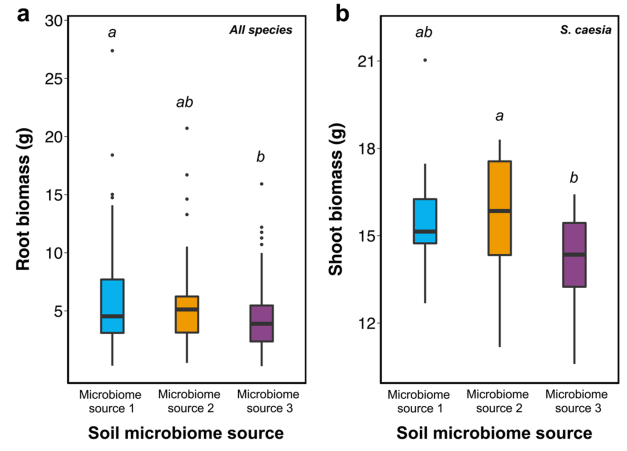 a
b
All species
S. caesia
a
ab
b
ab
a
b
Root biomass (g)
30
25
20
15
10
5
Shoot biomass (g)
21
18
15
12
Microbiome
source 1
Microbiome
source 2
Microbiome
source 3
Microbiome
source 1
Microbiome
source 2
Microbiome
source 3
Soil microbiome source
Soil microbiome source